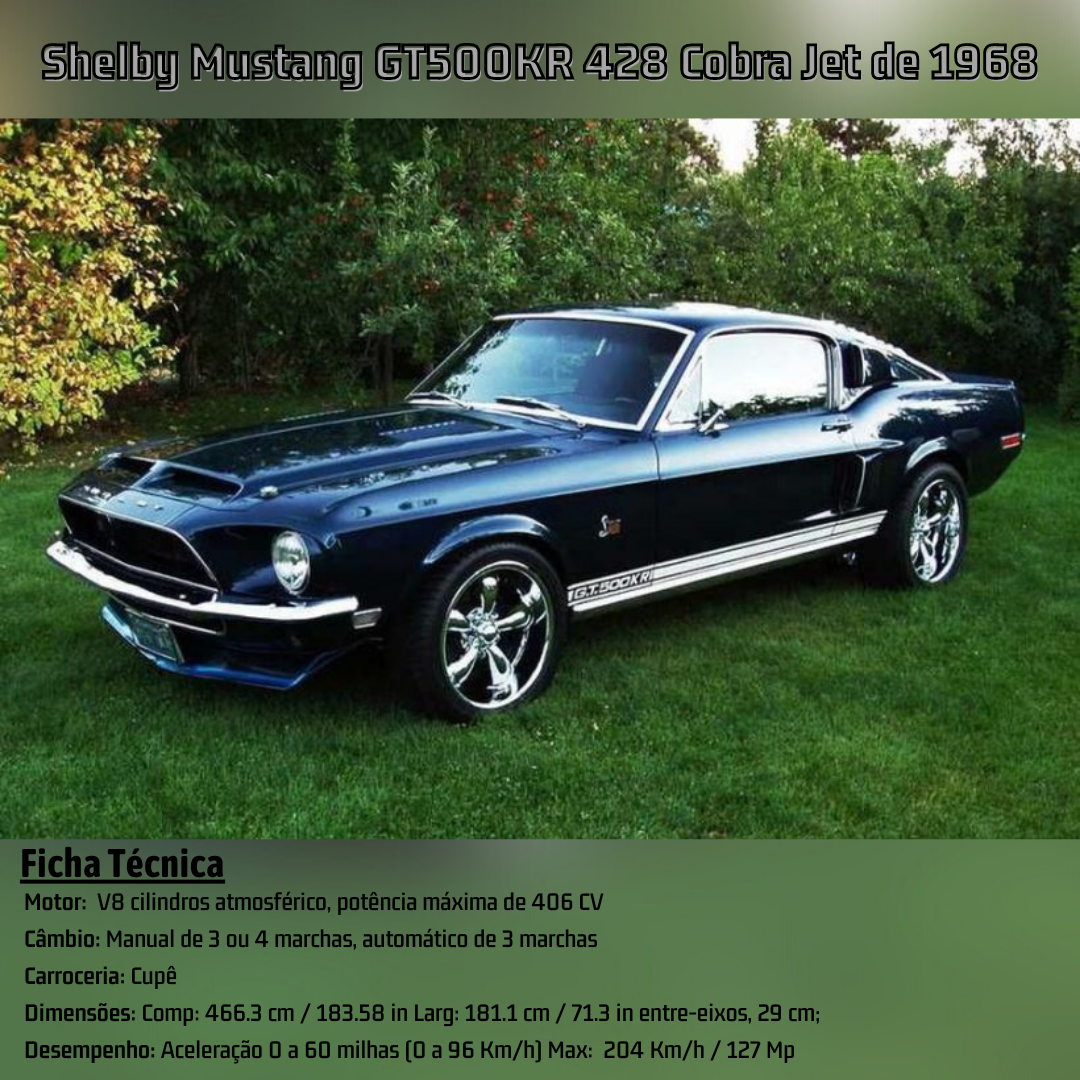 Shelby Mustang GT500KR 428 Cobra Jet de 1968
G.T. 500 KR
Ficha Técnica
Motor: V8 cilindros atmosférico, potência máxima de 406 CV
Câmbio: Manual de 3 ou 4 marchas, automático de 3 marchas
Carroceria: Cupê
Dimensões: Comp: 466.3 cm / 183.58 in Larg: 181.1 cm / 71.3 in entre-eixos, 29 cm;
Desempenho: Aceleração 0 a 60 milhas (0 a 96 Km/h) Max: 204 Km/h / 127 Mp